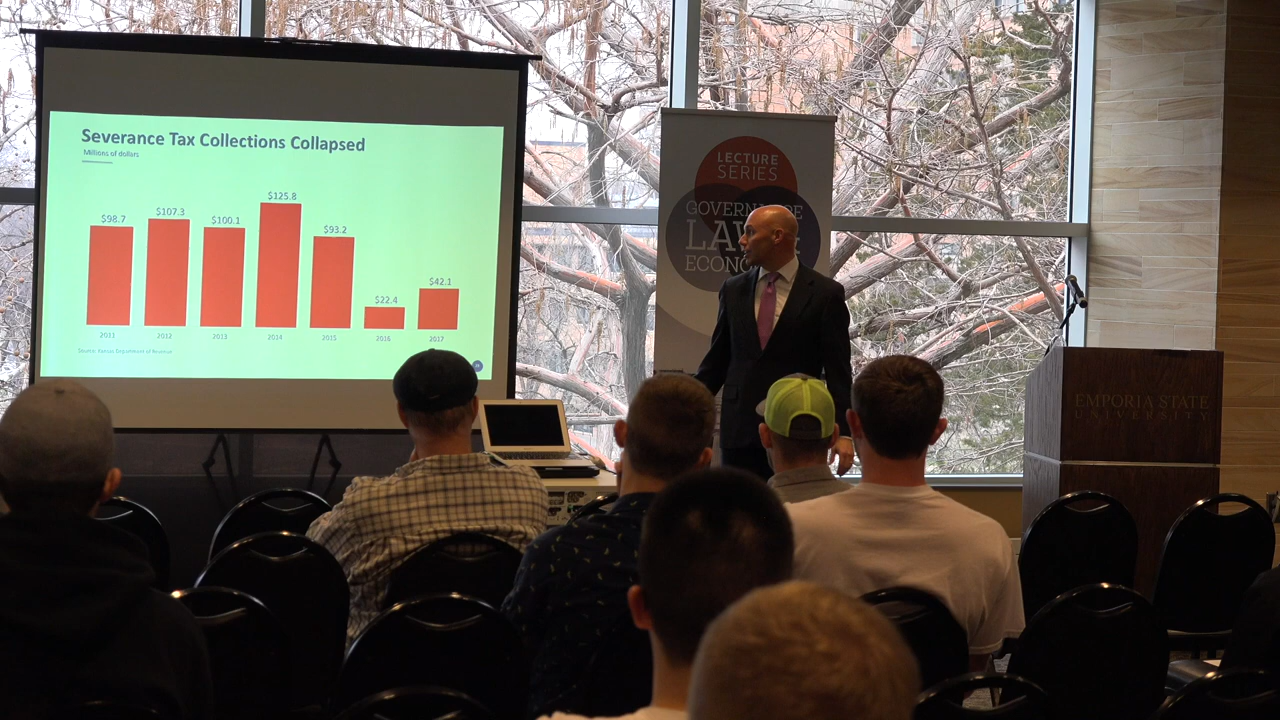 Severance Tax Collections Collapsed
Millions of dollars
$98.7
$107.3
$100.1
$125.8
$93.2
$22.4
$42.1
2011
2012
2013
2014
2015
2016
2017
Source: Kansas Department of Revenue
LECTURE
SERIES
GOVERNANCE
LAW &
EMPORIA STATE
UNIVERSITY